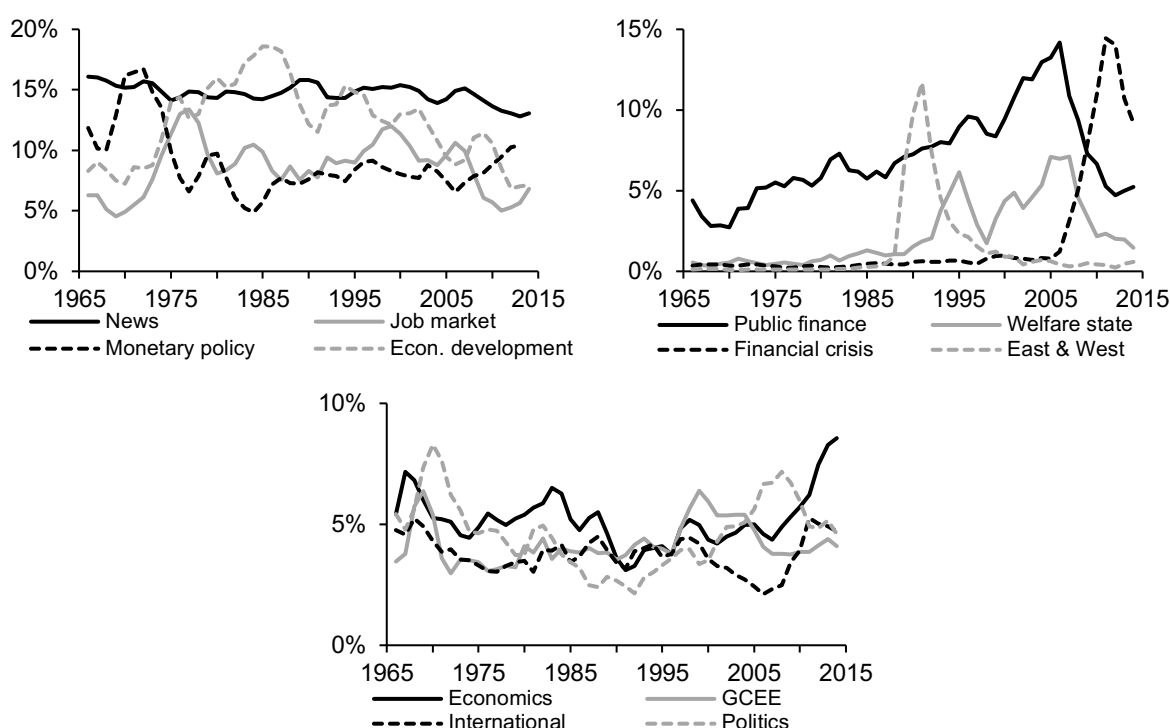 20%
15%
10%
5%
0%
1965 1975 1985 1995 2005 2015
News Job market
Monetary policy Econ. development
15%
10%
5%
0%
1965 1975 1985 1995 2005 2015
Public finance Welfare state
Financial crisis East & West
10%
5%
0%
1965 1975 1985 1995 2005 2015
Economics GCEE
International Politics